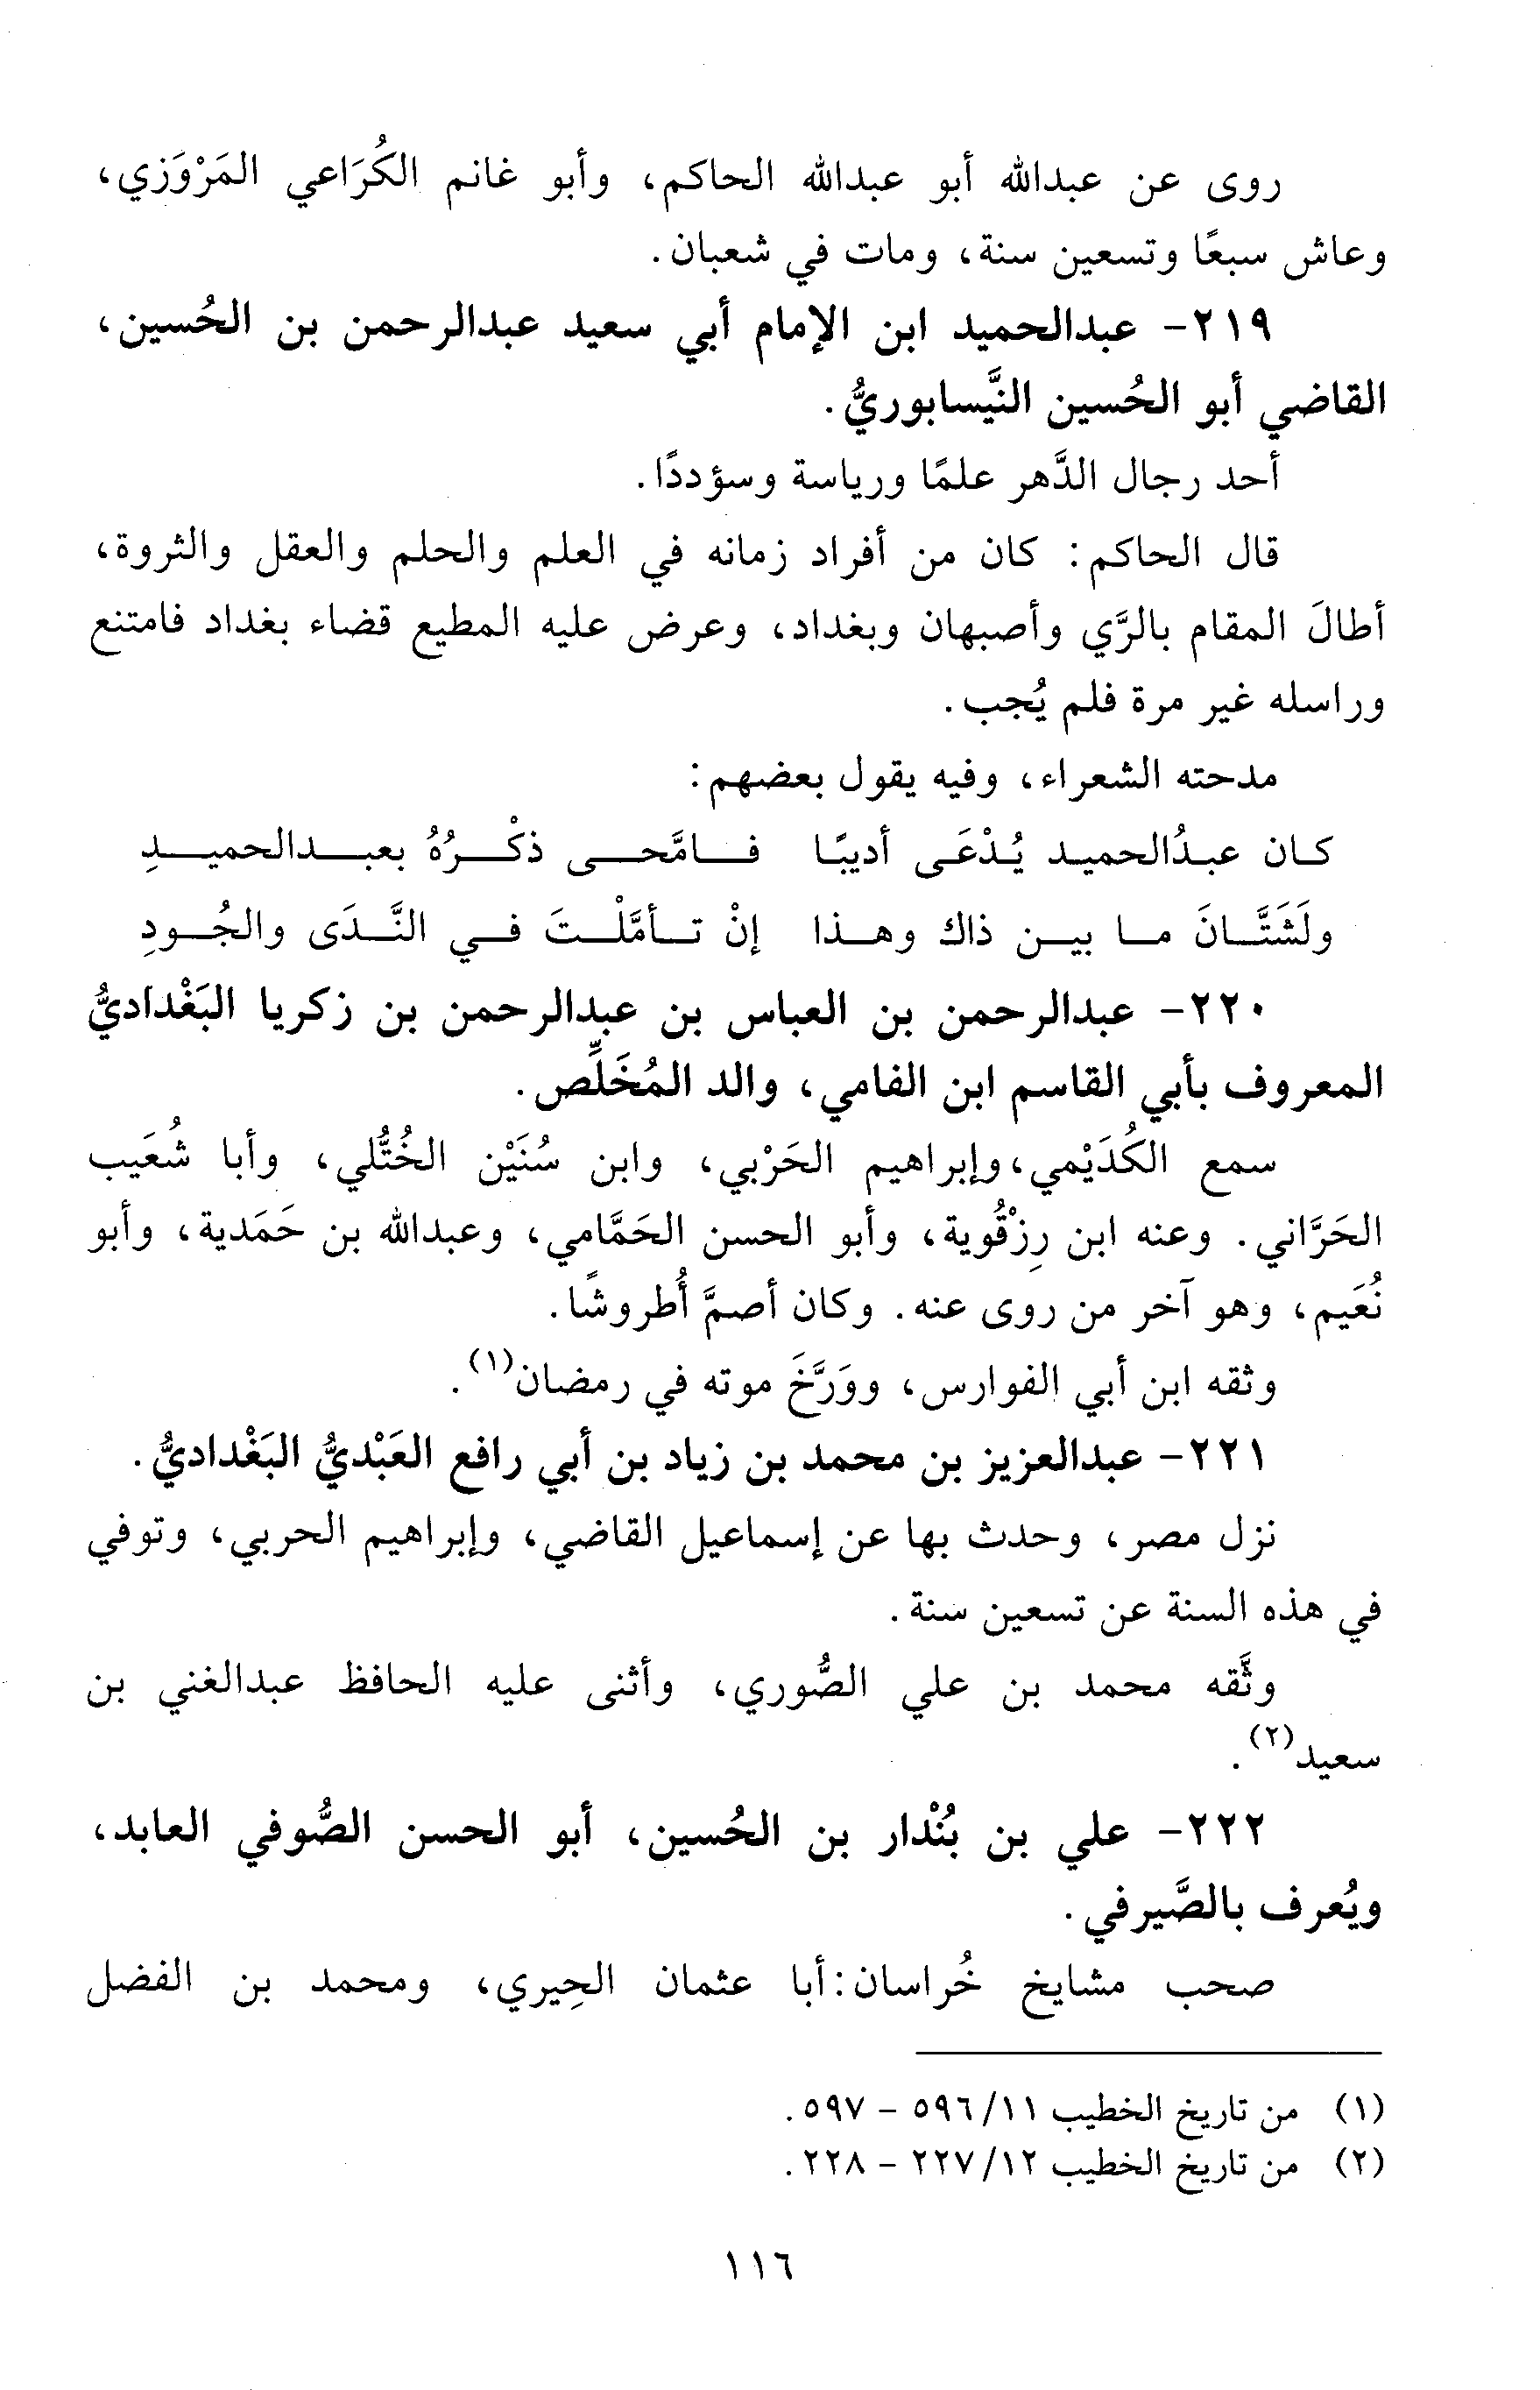 روى عن عبدالله أبو عبدالله الحاكم، وأبو غانم الكُرَاعي المَرْوَزي،
وعاش سبعًا وتسعين سنة، ومات في شعبان.
٢١٩- عبدالحميد ابن الإمام أبي سعيد عبدالرحمن بن الحُسين،
القاضي أبو الحُسين النَّيسابوريُّ.
أحد رجال الدَّهر علمًا ورياسة وسؤددًا.
قال الحاكم: كان من أفراد زمانه في العلم والحلم والعقل والثروة،
أطالَ المقام بالرَّي وأصبهان وبغداد، وعرض عليه المطيع قضاء بغداد فامتنع
وراسله غير مرة فلم يُجب.
مدحته الشعراء، وفيه يقول بعضهم:
كان عبدُالحميد يُدْعَى أديبًا فامَّحى ذكْرُهُ بعبدالحميدِ
ولَشَتَّانَ ما بين ذاك وهذا إنْ تأمَّلْتَ في النَّدَى والجُودِ
٢٢٠- عبدالرحمن بن العباس بن عبدالرحمن بن زكريا البَغْداديُّ
المعروف بأبي القاسم ابن الفامي، والد المُخَلِّص.
سمع الكُدَيْمي، وإبراهيم الحَرْبي، وابن سُنَيْن الخُتُّلي، وأبا شُعَيب
الحَرَّاني. وعنه ابن رِزْقُوية، وأبو الحسن الحَمَّامي، وعبدالله بن حَمَدية، وأبو
نُعَيم، وهو آخر من روى عنه. وكان أصمَّ أُطروشًا.
وثقه ابن أبي الفوارس، ووَرَّخَ موته في رمضان(١).
٢٢١- عبدالعزيز بن محمد بن زياد بن أبي رافع العَبْديُّ البَغْداديُّ.
نزل مصر، وحدث بها عن إسماعيل القاضي، وإبراهيم الحربي، وتوفي
في هذه السنة عن تسعين سنة.
وثَّقه محمد بن علي الصُّوري، وأثنى عليه الحافظ عبدالغني بن
سعيد(٢).
٢٢٢- علي بن بُنْدار بن الحُسين، أبو الحسن الصُّوفي العابد،
ويُعرف بالصَّيرفي.
صحب مشايخ خُراسان: أبا عثمان الحِيري، ومحمد بن الفضل
(١) من تاريخ الخطيب ١١/ ٥٩٦ - ٥٩٧.
(٢) من تاريخ الخطيب ١٢/ ٢٢٧ - ٢٢٨.
١١٦